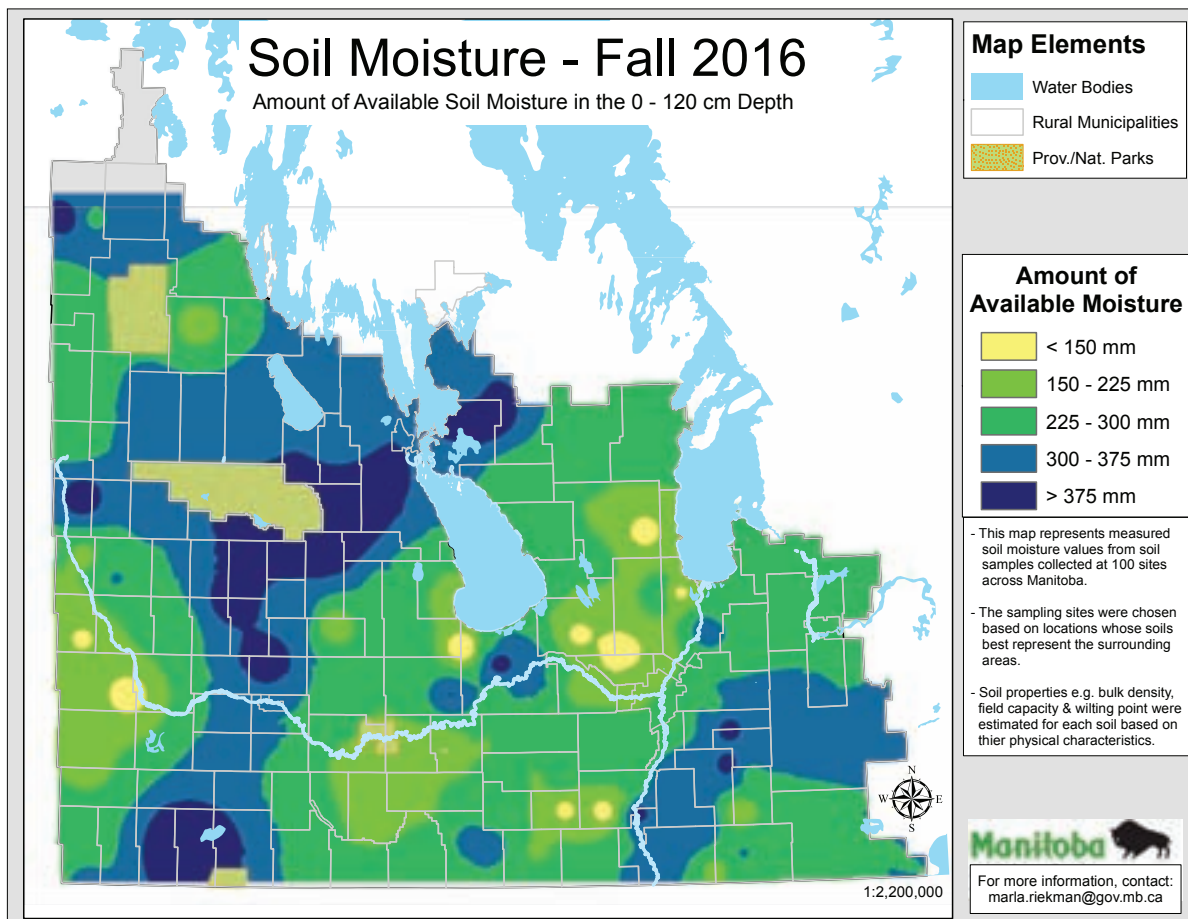 Soil Moisture - Fall 2016
Amount of Available Soil Moisture in the 0 - 120 cm Depth
Map Elements
Water Bodies
Rural Municipalities
Prov./Nat. Parks
Amount of
Available Moisture
< 150 mm
150 - 225 mm
225 - 300 mm
300 - 375 mm
> 375 mm
- This map represents measured
soil moisture values from soil
samples collected at 100 sites
across Manitoba.
- The sampling sites were chosen
based on locations whose soils
best represent the surrounding
areas.
- Soil properties e.g. bulk density,
field capacity & wilting point were
estimated for each soil based on
thier physical characteristics.
N
W E
S
1:2,200,000
Manitoba
For more information, contact:
marla.riekman@gov.mb.ca